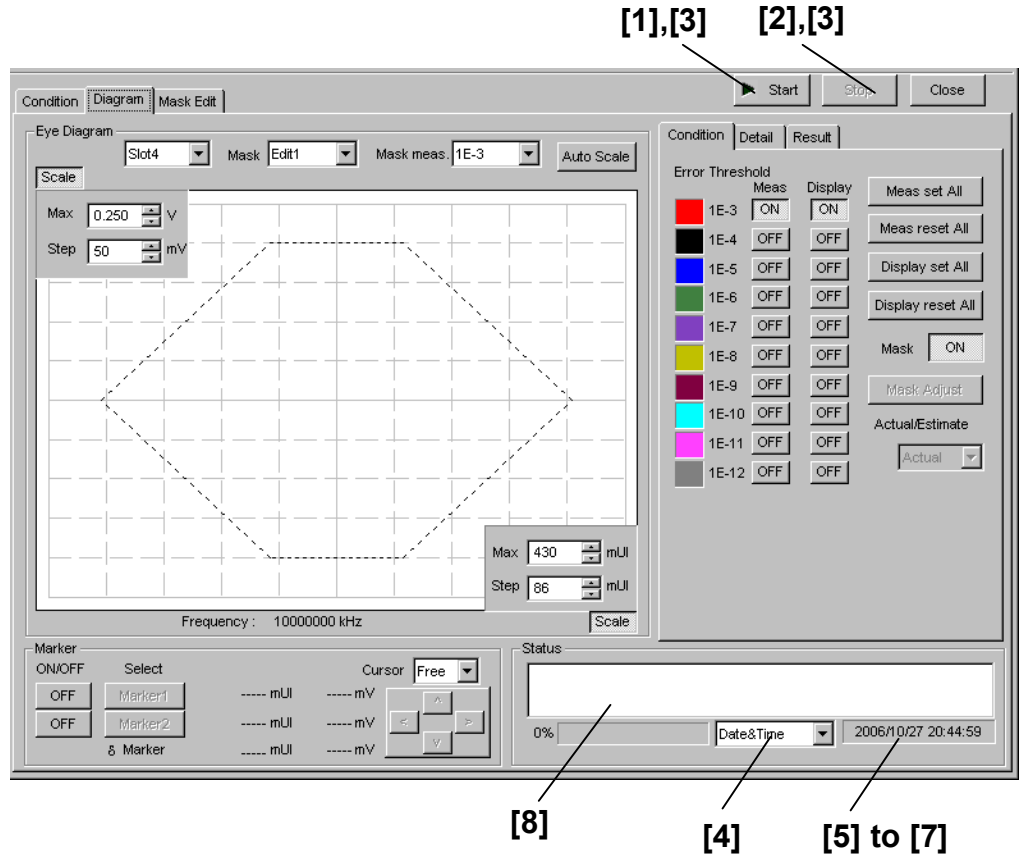 [1],[3] [2],[3]
Condition Diagram Mask Edit Start Stop Close
Eye Diagram
Slot4 Mask Edit1 Mask meas. 1E-3 Auto Scale
Scale
Max 0.250 V
Step 50 mV
Max 430 mUI
Step 86 mUI
Frequency : 10000000 kHz Scale
Condition Detail Result
Error Threshold
Meas Display
1E-3 ON ON
1E-4 OFF OFF
1E-5 OFF OFF
1E-6 OFF OFF
1E-7 OFF OFF
1E-8 OFF OFF
1E-9 OFF OFF
1E-10 OFF OFF
1E-11 OFF OFF
1E-12 OFF OFF
Meas set All
Meas reset All
Display set All
Display reset All
Mask ON
Mask Adjust
Actual/Estimate
Actual
Marker
ON/OFF Select Cursor Free
OFF Marker1 ----- mUI ----- mV
OFF Marker2 ----- mUI ----- mV
δ Marker ----- mUI ----- mV
^
< >
v
Status
0% Date&Time 2006/10/27 20:44:59
[8] [4] [5] to [7]